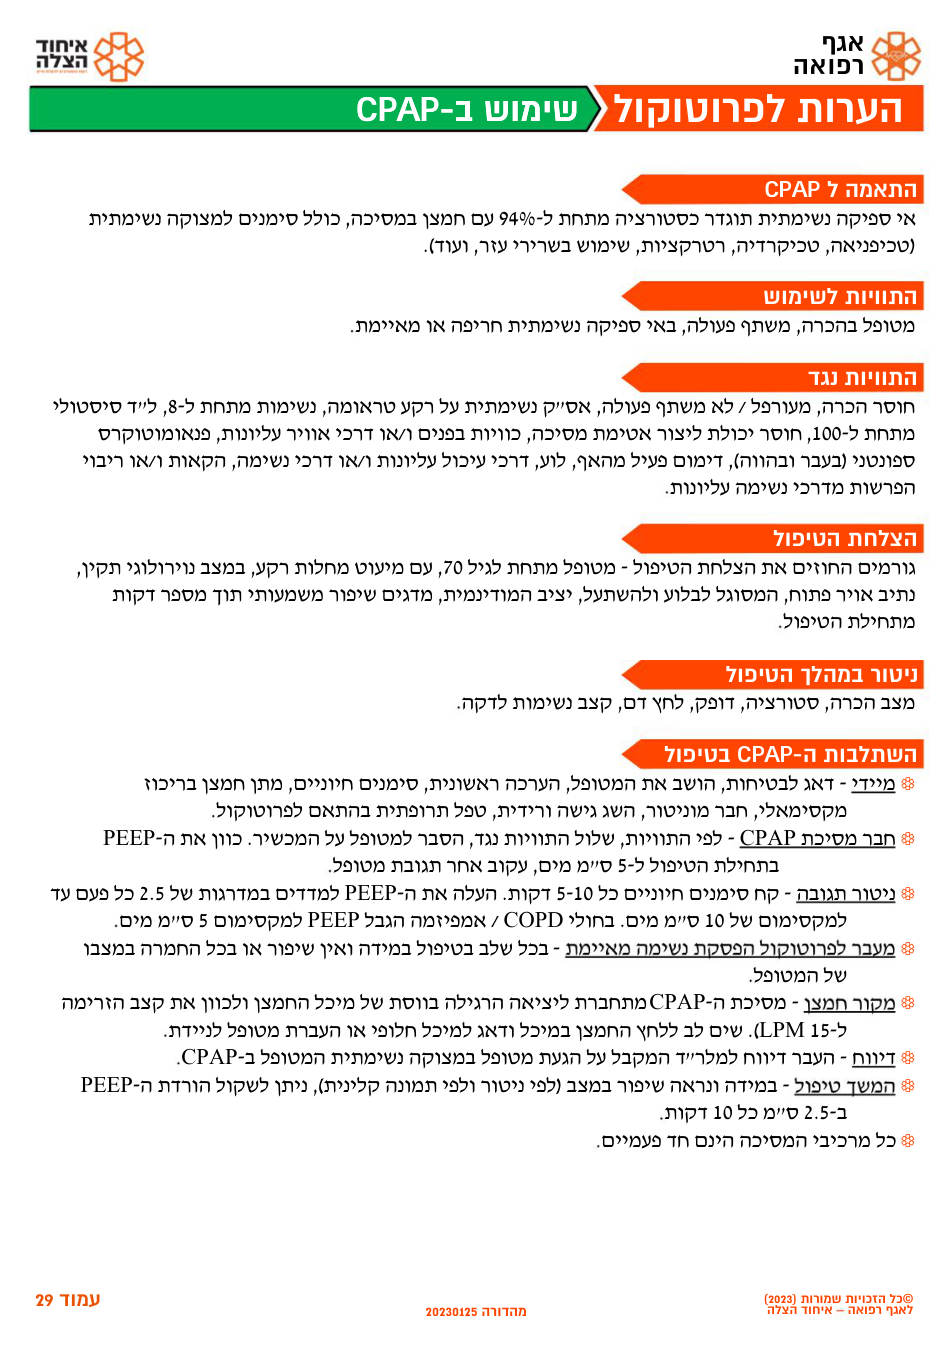 איחוד
הצלה
אגף
רפואה
הערות לפרוטוקול
שימוש ב-CPAP
התאמה ל CPAP
אי ספיקה נשימתית תוגדר כסטורציה מתחת ל-94% עם חמצן במסיכה, כולל סימנים למצוקה נשימתית
(טכיפניאה, טכיקרדיה, רטרקציות, שימוש בשרירי עזר, ועוד).
התוויות לשימוש
מטופל בהכרה, משתף פעולה, באי ספיקה נשימתית חריפה או מאיימת.
התוויות נגד
חוסר הכרה, מעורפל / לא משתף פעולה, אס״ק נשימתית על רקע טראומה, נשימות מתחת ל-8, ל״ד סיסטולי
מתחת ל-100, חוסר יכולת ליצור אטימת מסיכה, כוויות בפנים ו/או דרכי אוויר עליונות, פנאומוטוקרס
ספונטני (בעבר ובהווה), דימום פעיל מהאף, לוע, דרכי עיכול עליונות ו/או דרכי נשימה, הקאות ו/או ריבוי
הפרשות מדרכי נשימה עליונות.
הצלחת הטיפול
גורמים החוזים את הצלחת הטיפול - מטופל מתחת לגיל 70, עם מיעוט מחלות רקע, במצב נוירולוגי תקין,
נתיב אויר פתוח, המסוגל לבלוע ולהשתעל, יציב המודינמית, מדגים שיפור משמעותי תוך מספר דקות
מתחילת הטיפול.
ניטור במהלך הטיפול
מצב הכרה, סטורציה, דופק, לחץ דם, קצב נשימות לדקה.
השתלבות ה-CPAP בטיפול
מיידי - דאג לבטיחות, הושב את המטופל, הערכה ראשונית, סימנים חיוניים, מתן חמצן בריכוז
מקסימאלי, חבר מוניטור, השג גישה ורידית, טפל תרופתית בהתאם לפרוטוקול.
חבר מסיכת CPAP - לפי התוויות, שלול התוויות נגד, הסבר למטופל על המכשיר. כוון את ה-PEEP
בתחילת הטיפול ל-5 ס״מ מים, עקוב אחר תגובת מטופל.
ניטור תגובה - קח סימנים חיוניים כל 5-10 דקות. העלה את ה-PEEP למדדים במדרגות של 2.5 כל פעם עד
למקסימום של 10 ס״מ מים. בחולי COPD / אמפיזמה הגבל PEEP למקסימום 5 ס״מ מים.
מעבר לפרוטוקול הפסקת נשימה מאיימת - בכל שלב בטיפול במידה ואין שיפור או בכל החמרה במצבו
של המטופל.
מקור חמצן - מסיכת ה-CPAP מתחברת ליציאה הרגילה בווסת של מיכל החמצן ולכוון את קצב הזרימה
ל-15 LPM). שים לב ללחץ החמצן במיכל ודאג למיכל חלופי או העברת מטופל לניידת.
דיווח - העבר דיווח למלר״ד המקבל על הגעת מטופל במצוקה נשימתית המטופל ב-CPAP.
המשך טיפול - במידה ונראה שיפור במצב (לפי ניטור ולפי תמונה קלינית), ניתן לשקול הורדת ה-PEEP
ב-2.5 ס״מ כל 10 דקות.
כל מרכיבי המסיכה הינם חד פעמיים.
©כל הזכויות שמורות (2023)
לאגף רפואה – איחוד הצלה
מהדורה 20230125
עמוד 29